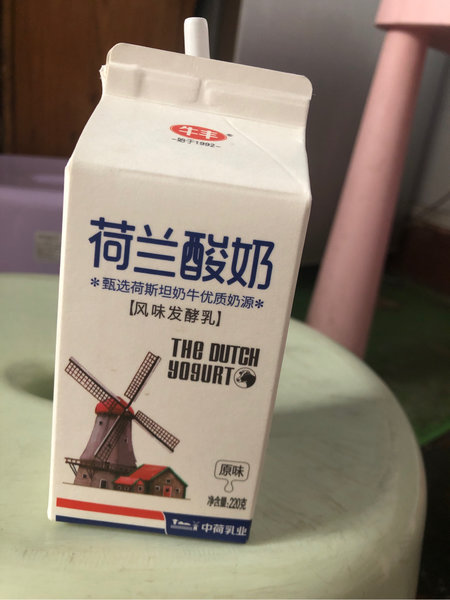 牛丰®
-始于1992-
荷兰酸奶
*甄选荷斯坦奶牛优质奶源*
【风味发酵乳】
THE DUTCH
YOGURT
原味
净含量:220克
中荷乳业